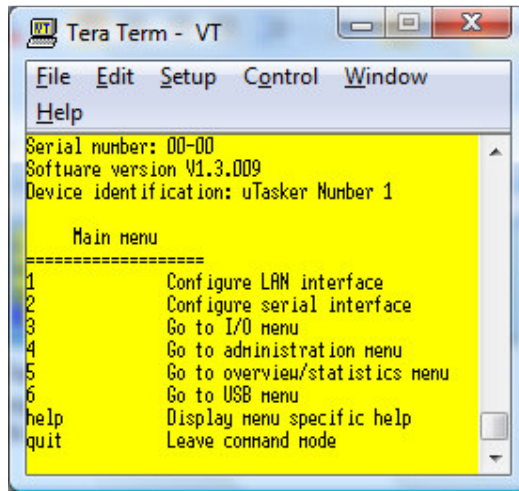 Tera Term - VT
File Edit Setup Control Window
Help
Serial number: 00-00
Software version V1.3.009
Device identification: uTasker Number 1
Main menu
===================
1 Configure LAN interface
2 Configure serial interface
3 Go to I/O menu
4 Go to administration menu
5 Go to overview/statistics menu
6 Go to USB menu
help Display menu specific help
quit Leave command mode